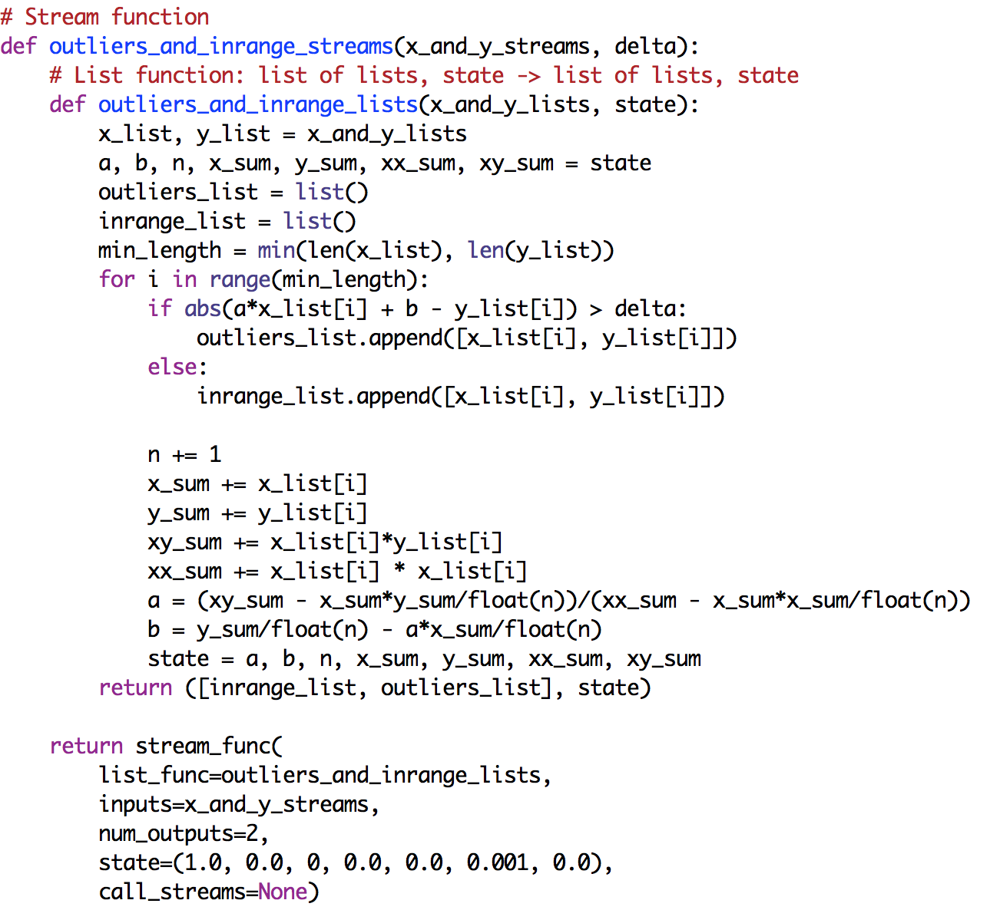 # Stream function
def outliers_and_inrange_streams(x_and_y_streams, delta):
    # List function: list of lists, state -> list of lists, state
    def outliers_and_inrange_lists(x_and_y_lists, state):
        x_list, y_list = x_and_y_lists
        a, b, n, x_sum, y_sum, xx_sum, xy_sum = state
        outliers_list = list()
        inrange_list = list()
        min_length = min(len(x_list), len(y_list))
        for i in range(min_length):
            if abs(a*x_list[i] + b - y_list[i]) > delta:
                outliers_list.append([x_list[i], y_list[i]])
            else:
                inrange_list.append([x_list[i], y_list[i]])

            n += 1
            x_sum += x_list[i]
            y_sum += y_list[i]
            xy_sum += x_list[i]*y_list[i]
            xx_sum += x_list[i] * x_list[i]
            a = (xy_sum - x_sum*y_sum/float(n))/(xx_sum - x_sum*x_sum/float(n))
            b = y_sum/float(n) - a*x_sum/float(n)
            state = a, b, n, x_sum, y_sum, xx_sum, xy_sum
        return ([inrange_list, outliers_list], state)

    return stream_func(
        list_func=outliers_and_inrange_lists,
        inputs=x_and_y_streams,
        num_outputs=2,
        state=(1.0, 0.0, 0, 0.0, 0.0, 0.001, 0.0),
        call_streams=None)